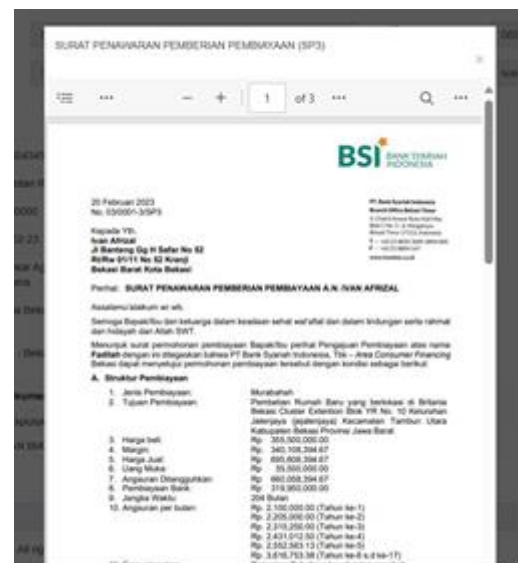 SURAT PENAWARAN PEMBERIAN PEMBIAYAAN (SP3)
1 of 3
BSI BANK SYARIAH INDONESIA
20 Februari 2023
No. 03/0001-3/SP3
PT. Bank Syariah Indonesia
Kepada Yth.
Ivan Afrizal
Jl Banteng Gg H Safar No 52
Rt/Rw 01/11 No 52 Kranji
Bekasi Barat Kota Bekasi
Perihal: SURAT PENAWARAN PEMBERIAN PEMBIAYAAN A.N. IVAN AFRIZAL
Assalamu'alaikum wr wb,
Semoga Bapak/Ibu dan keluarga dalam keadaan sehat wal'afiat dan dalam lindungan serta rahmat
dan hidayah dari Allah SWT.
Menunjuk surat permohonan pembiayaan Bapak/Ibu perihal Pengajuan Pembiayaan atas nama
Fadilah dengan ini ditegaskan bahwa PT Bank Syariah Indonesia, Tbk – Area Consumer Financing
Bekasi dapat menyetujui permohonan pembiayaan tersebut dengan kondisi sebagai berikut:
A. Struktur Pembiayaan
1. Jenis Pembiayaan: Murabahah
2. Tujuan Pembiayaan: Pembelian Rumah Baru yang berlokasi di Britania
Bekasi Cluster Extention Blok YR No. 10 Kelurahan
Kecamatan Tambun Utara
Kabupaten Bekasi Provinsi Jawa Barat
3. Harga beli: Rp. 355,500,000.00
4. Margin: Rp. 340,108,394.67
5. Harga Jual: Rp. 695,608,394.67
6. Uang Muka: Rp. 35,550,000.00
7. Angsuran Ditangguhkan: Rp. 660,058,394.67
8. Pembiayaan Bank: Rp. 319,950,000.00
9. Jangka Waktu: 204 Bulan
10. Angsuran per bulan: Rp. 2,100,000.00 (Tahun ke-1)
Rp. 2,205,000.00 (Tahun ke-2)
Rp. 2,315,250.00 (Tahun ke-3)
Rp. 2,431,012.50 (Tahun ke-4)
Rp. 2,552,563.13 (Tahun ke-5)
Rp. 3,616,753.38 (Tahun ke-6 s.d ke-17)